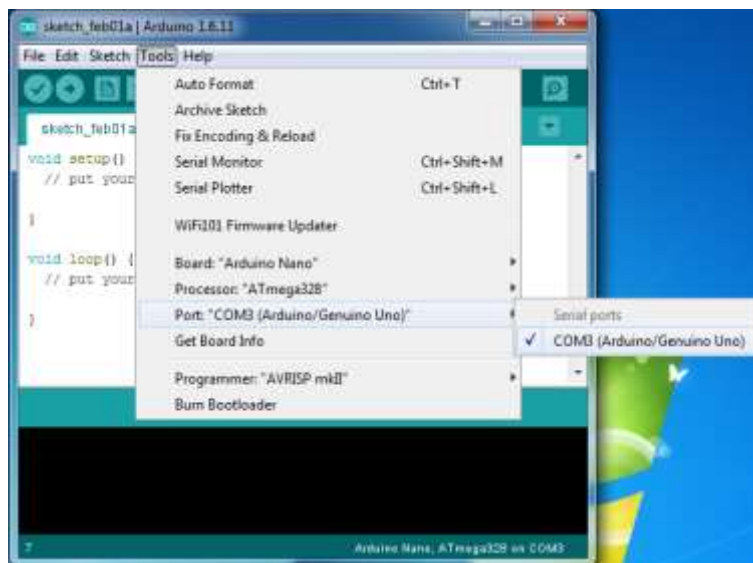 sketch_feb01a | Arduino 1.6.11
File Edit Sketch Tools Help
sketch_feb01a
void setup()
// put your
}
void loop() {
// put your
}
Auto Format Ctrl+T
Archive Sketch
Fix Encoding & Reload
Serial Monitor Ctrl+Shift+M
Serial Plotter Ctrl+Shift+L
WiFi101 Firmware Updater
Board: "Arduino Nano"
Processor: "ATmega328"
Port: "COM3 (Arduino/Genuino Uno)"
Get Board Info
Programmer: "AVRISP mkII"
Burn Bootloader
Serial ports
✓ COM3 (Arduino/Genuino Uno)
Arduino Nano, ATmega328 on COM3